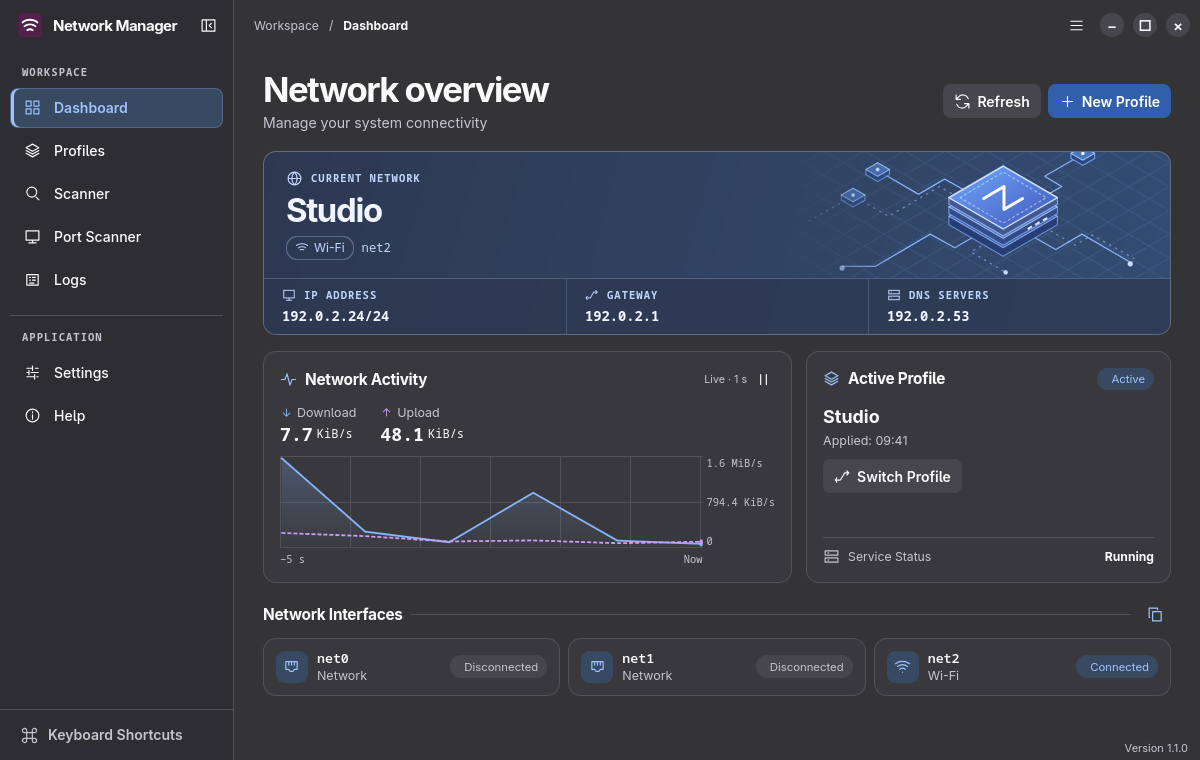 Network Manager
WORKSPACE
Dashboard
Profiles
Scanner
Port Scanner
Logs
APPLICATION
Settings
Help
Keyboard Shortcuts
Workspace / Dashboard
Network overview
Manage your system connectivity
Refresh
New Profile
CURRENT NETWORK
Studio
Wi-Fi net2
IP ADDRESS
192.0.2.24/24
GATEWAY
192.0.2.1
DNS SERVERS
192.0.2.53
Network Activity
Live · 1 s
Download
7.7 KiB/s
Upload
48.1 KiB/s
1.6 MiB/s
794.4 KiB/s
0
−5 s
Now
Active Profile
Active
Studio
Applied: 09:41
Switch Profile
Service Status
Running
Network Interfaces
net0
Network
Disconnected
net1
Network
Disconnected
net2
Wi-Fi
Connected
Version 1.1.0